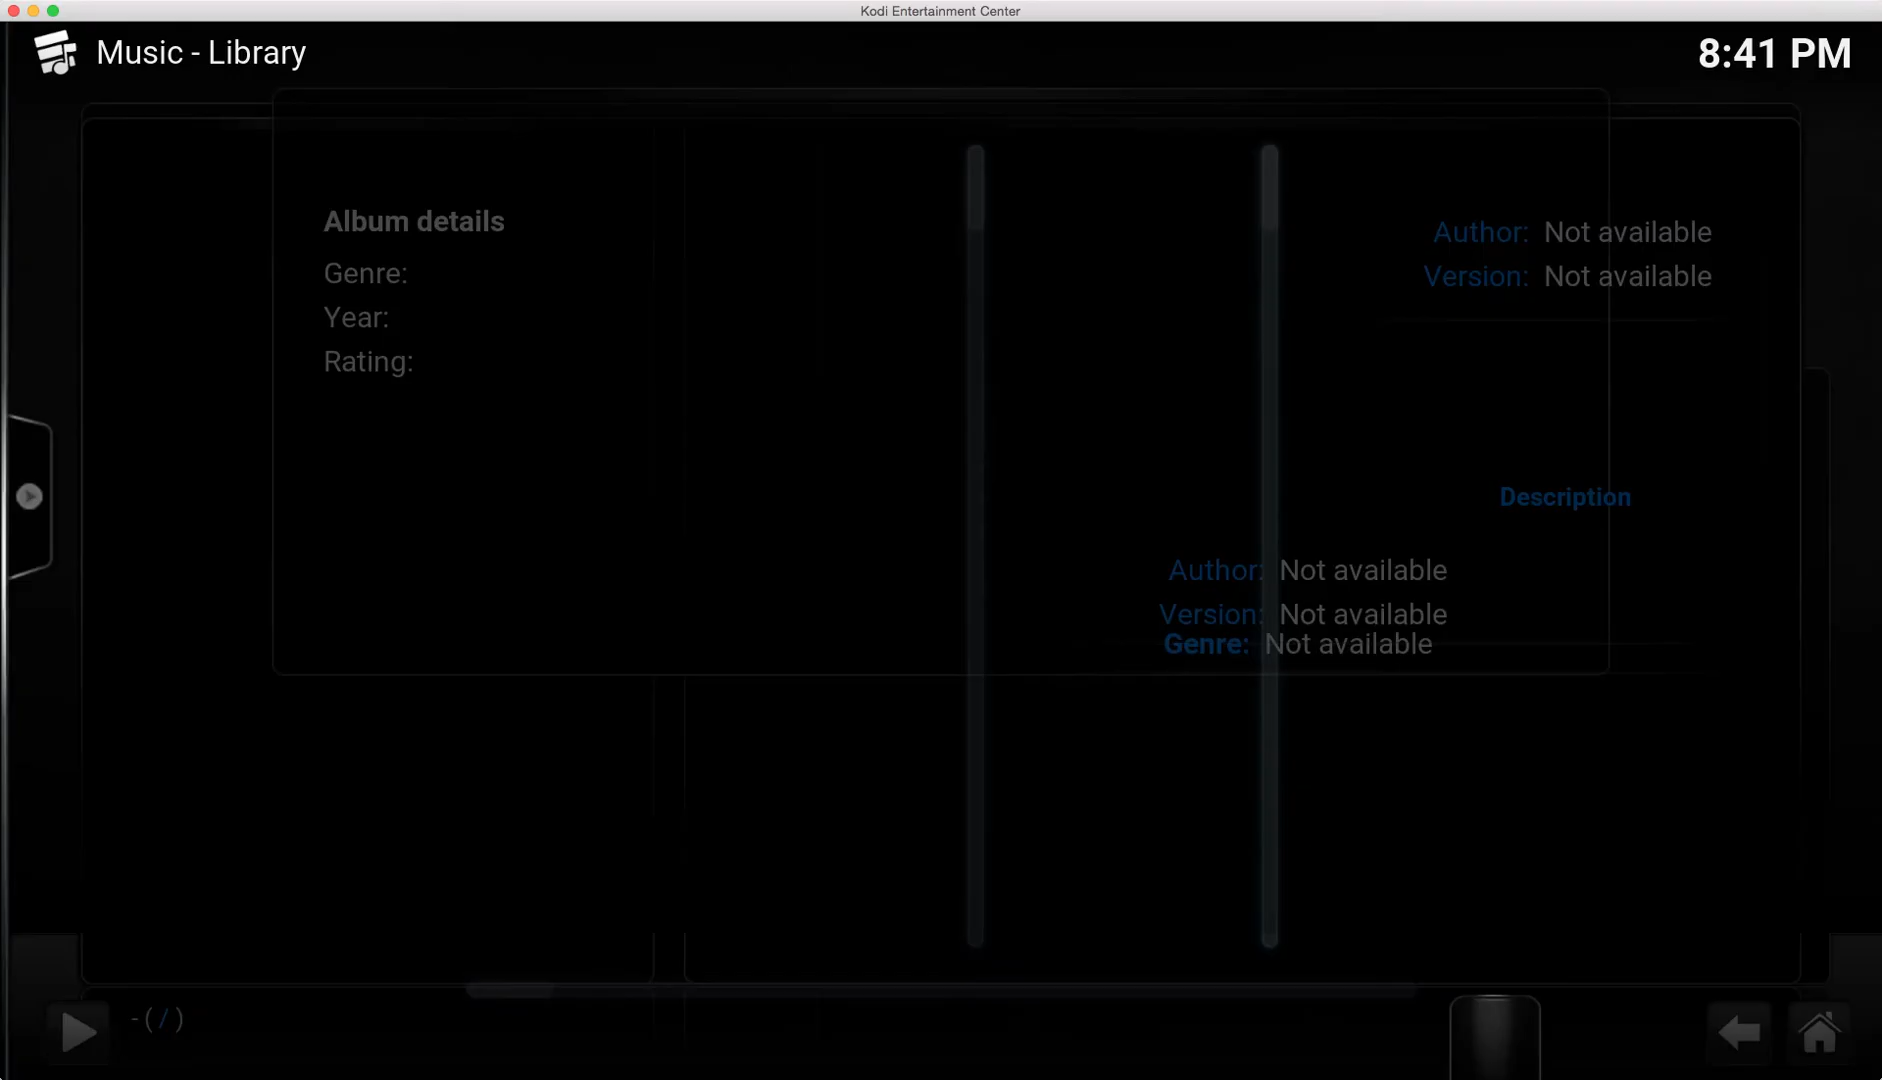 Kodi Entertainment Center
Music - Library
8:41 PM
Album details
Genre:
Year:
Rating:
Author: Not available
Version: Not available
Description
Author: Not available
Version: Not available
Genre: Not available
- ( / )